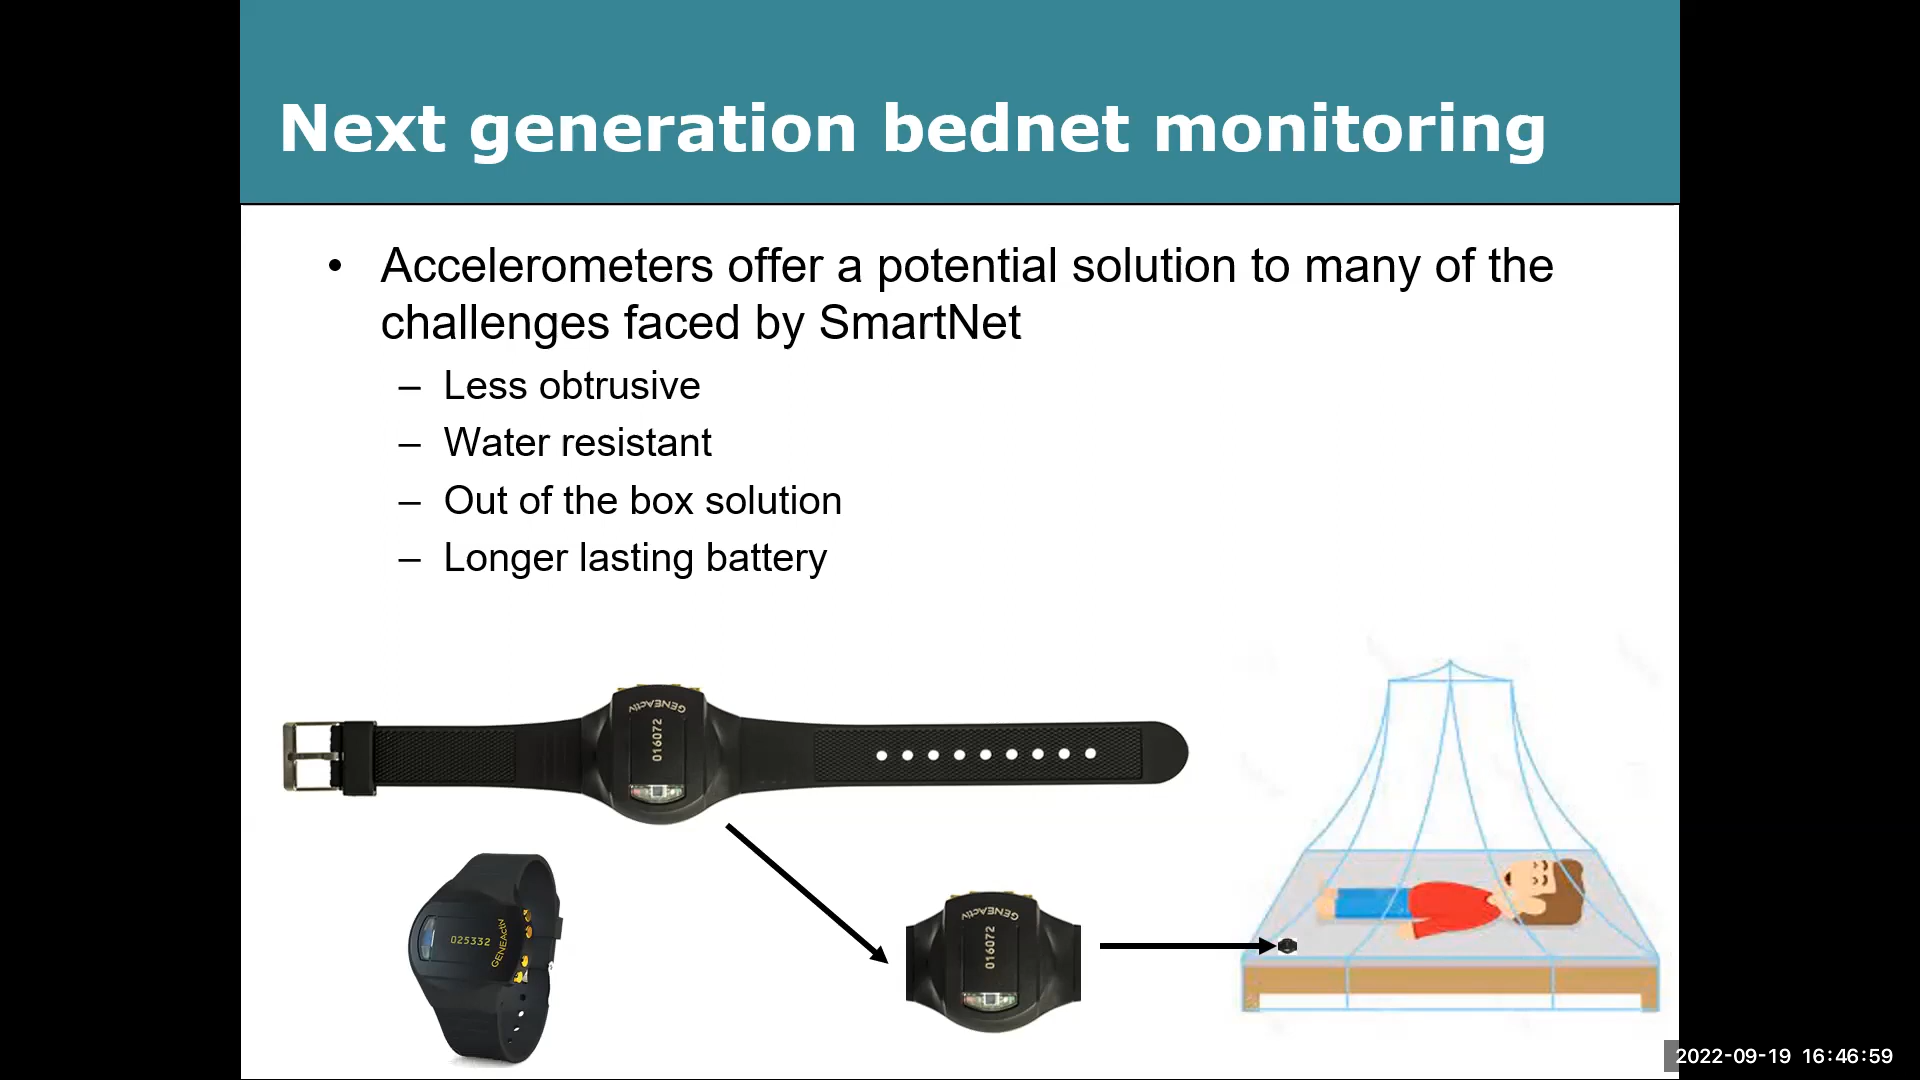 Next generation bednet monitoring
• Accelerometers offer a potential solution to many of the
challenges faced by SmartNet
– Less obtrusive
– Water resistant
– Out of the box solution
– Longer lasting battery
GENEActiv
016072
025332
GENEActiv
GENEActiv
016072
2022-09-19 16:46:59